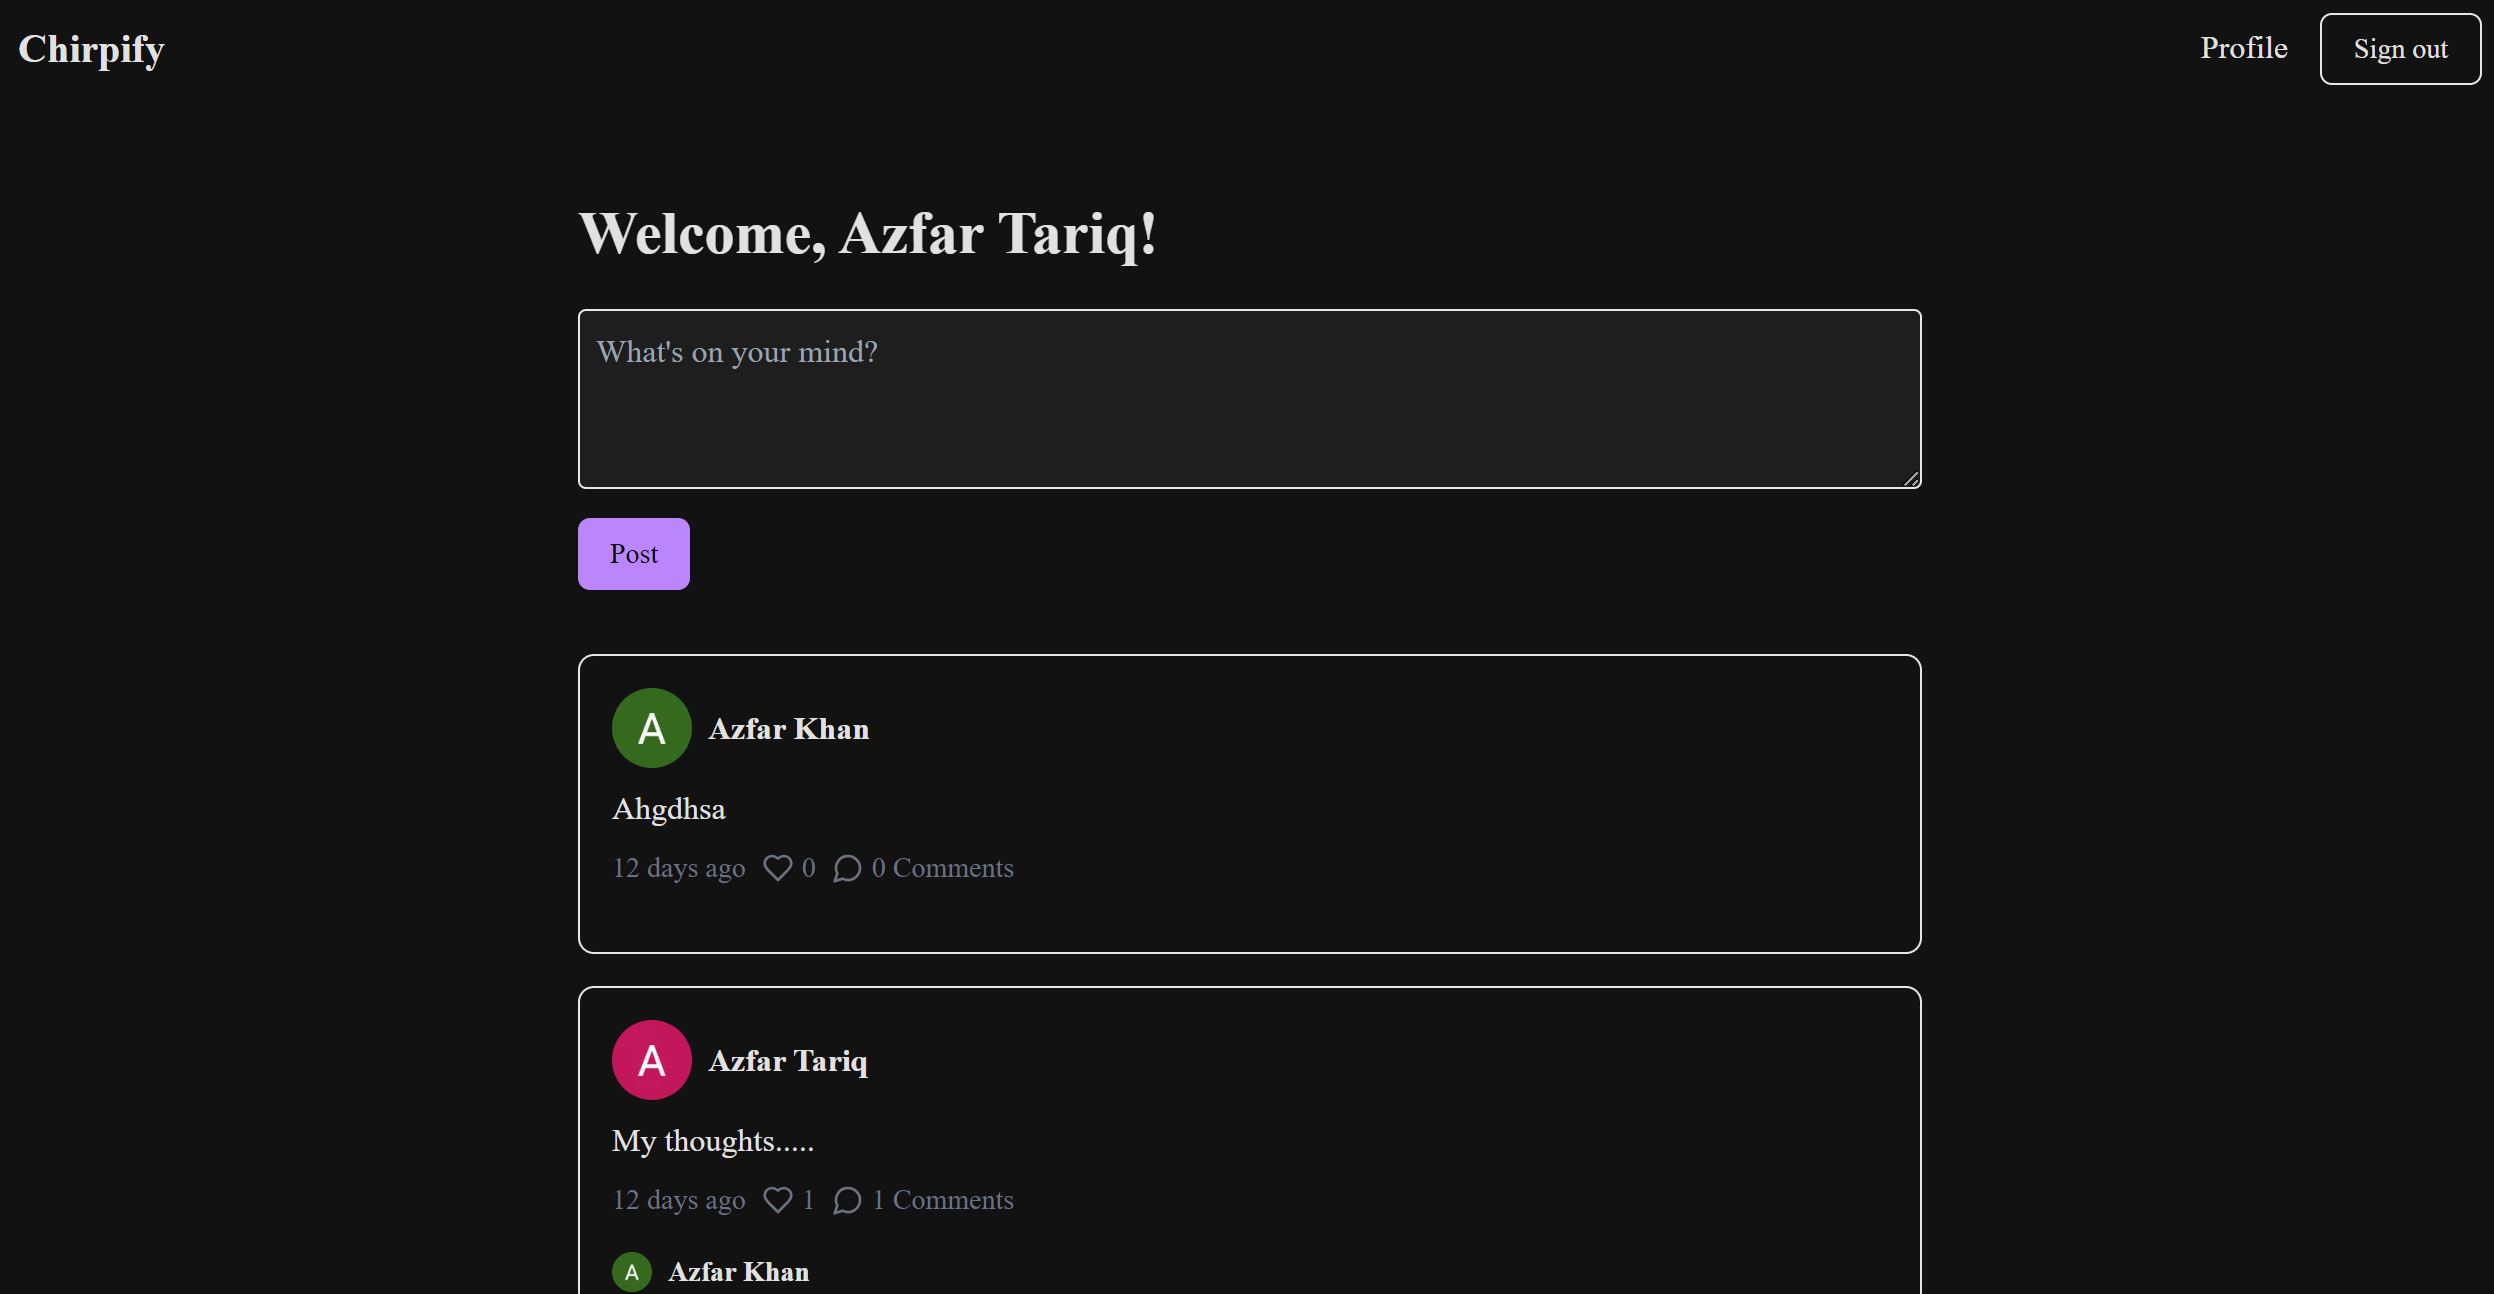 Chirpify
Profile
Sign out
Welcome, Azfar Tariq!
What's on your mind?
Post
A
Azfar Khan
Ahgdhsa
12 days ago 0 0 Comments
A
Azfar Tariq
My thoughts.....
12 days ago 1 1 Comments
A
Azfar Khan